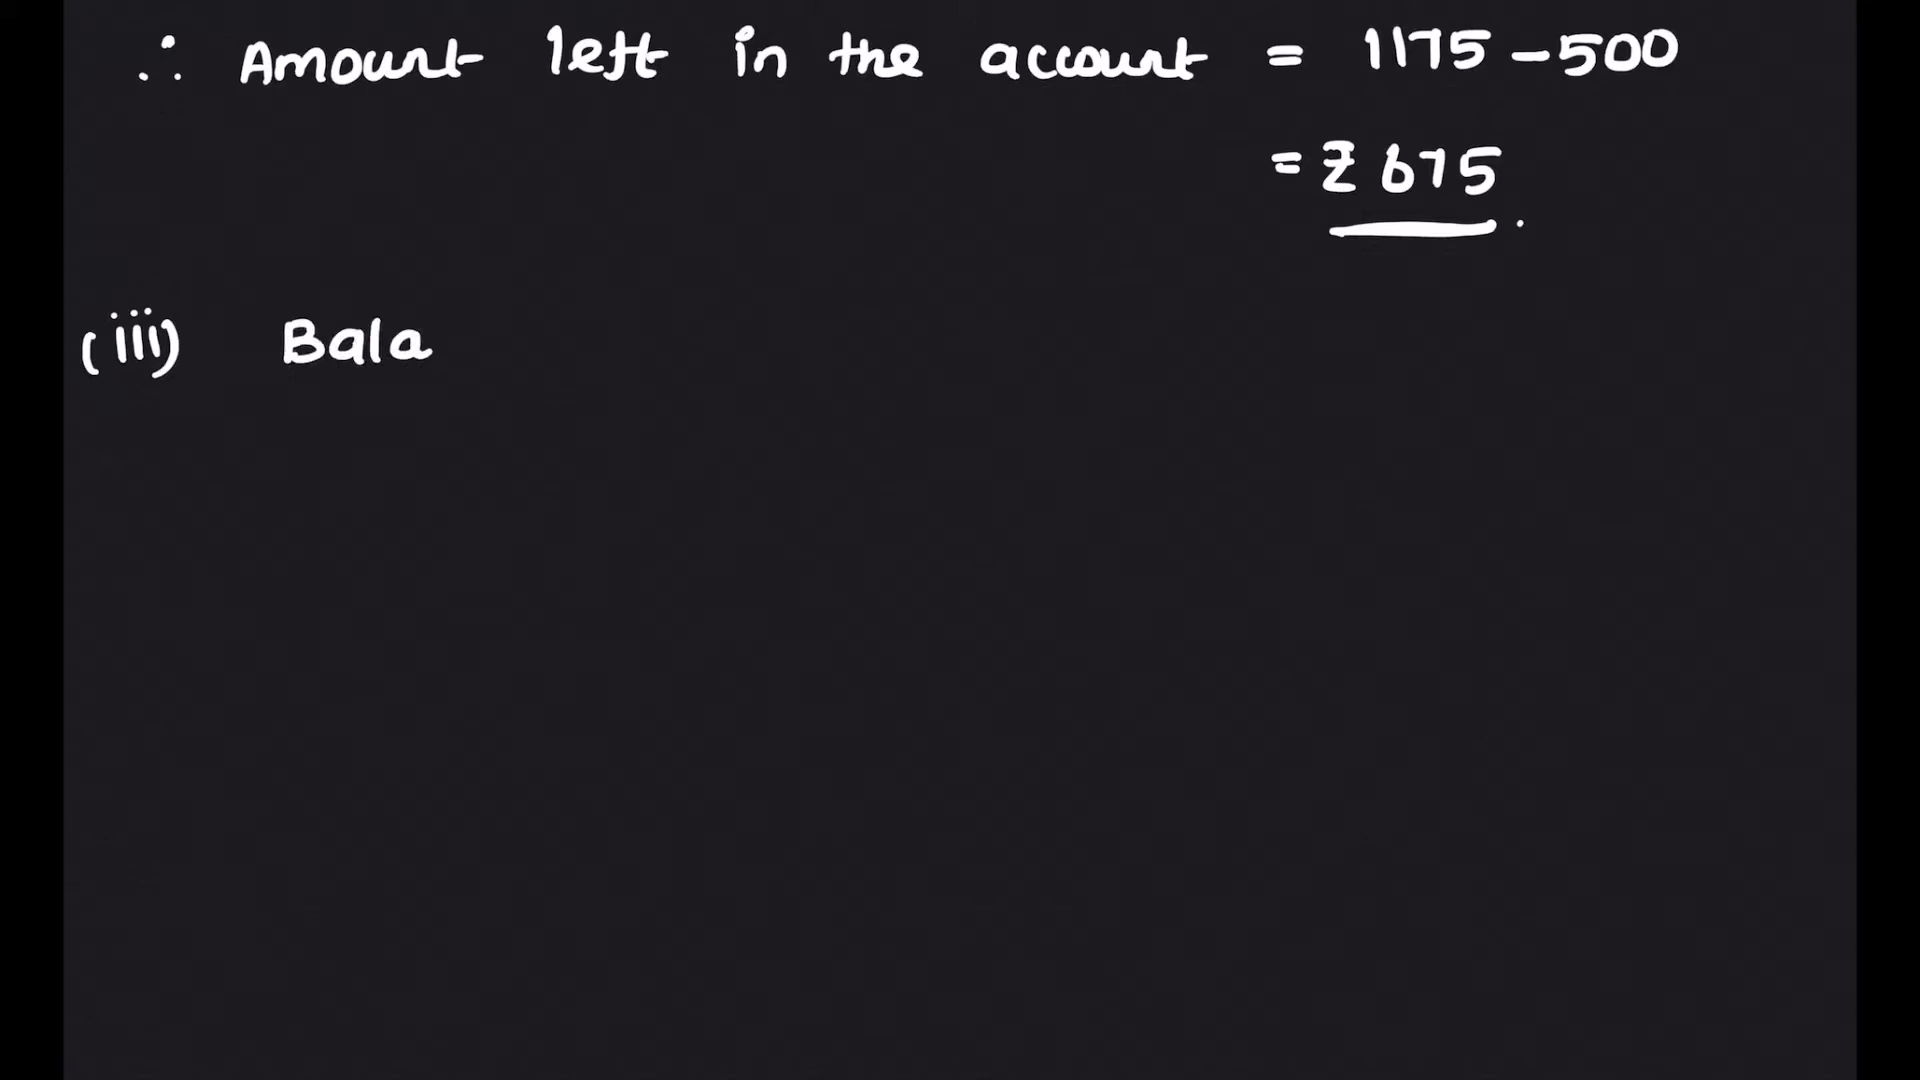 ∴ Amount left in the account = 1175 - 500
= ₹ 675.
(iii) Bala